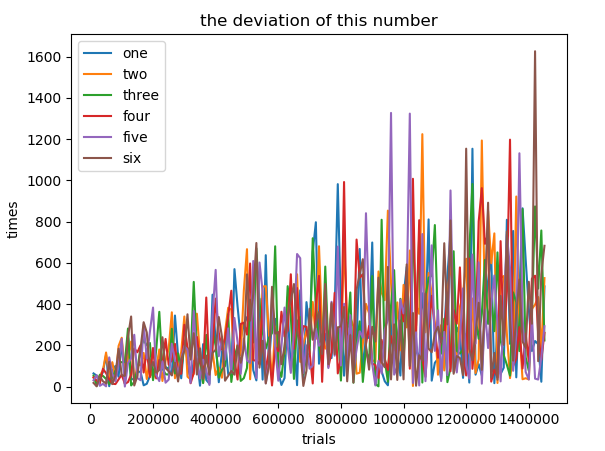 the deviation of this number
one
two
three
four
five
six
1600
1400
1200
1000
800
600
400
200
0
times
0 200000 400000 600000 800000 1000000 1200000 1400000
trials